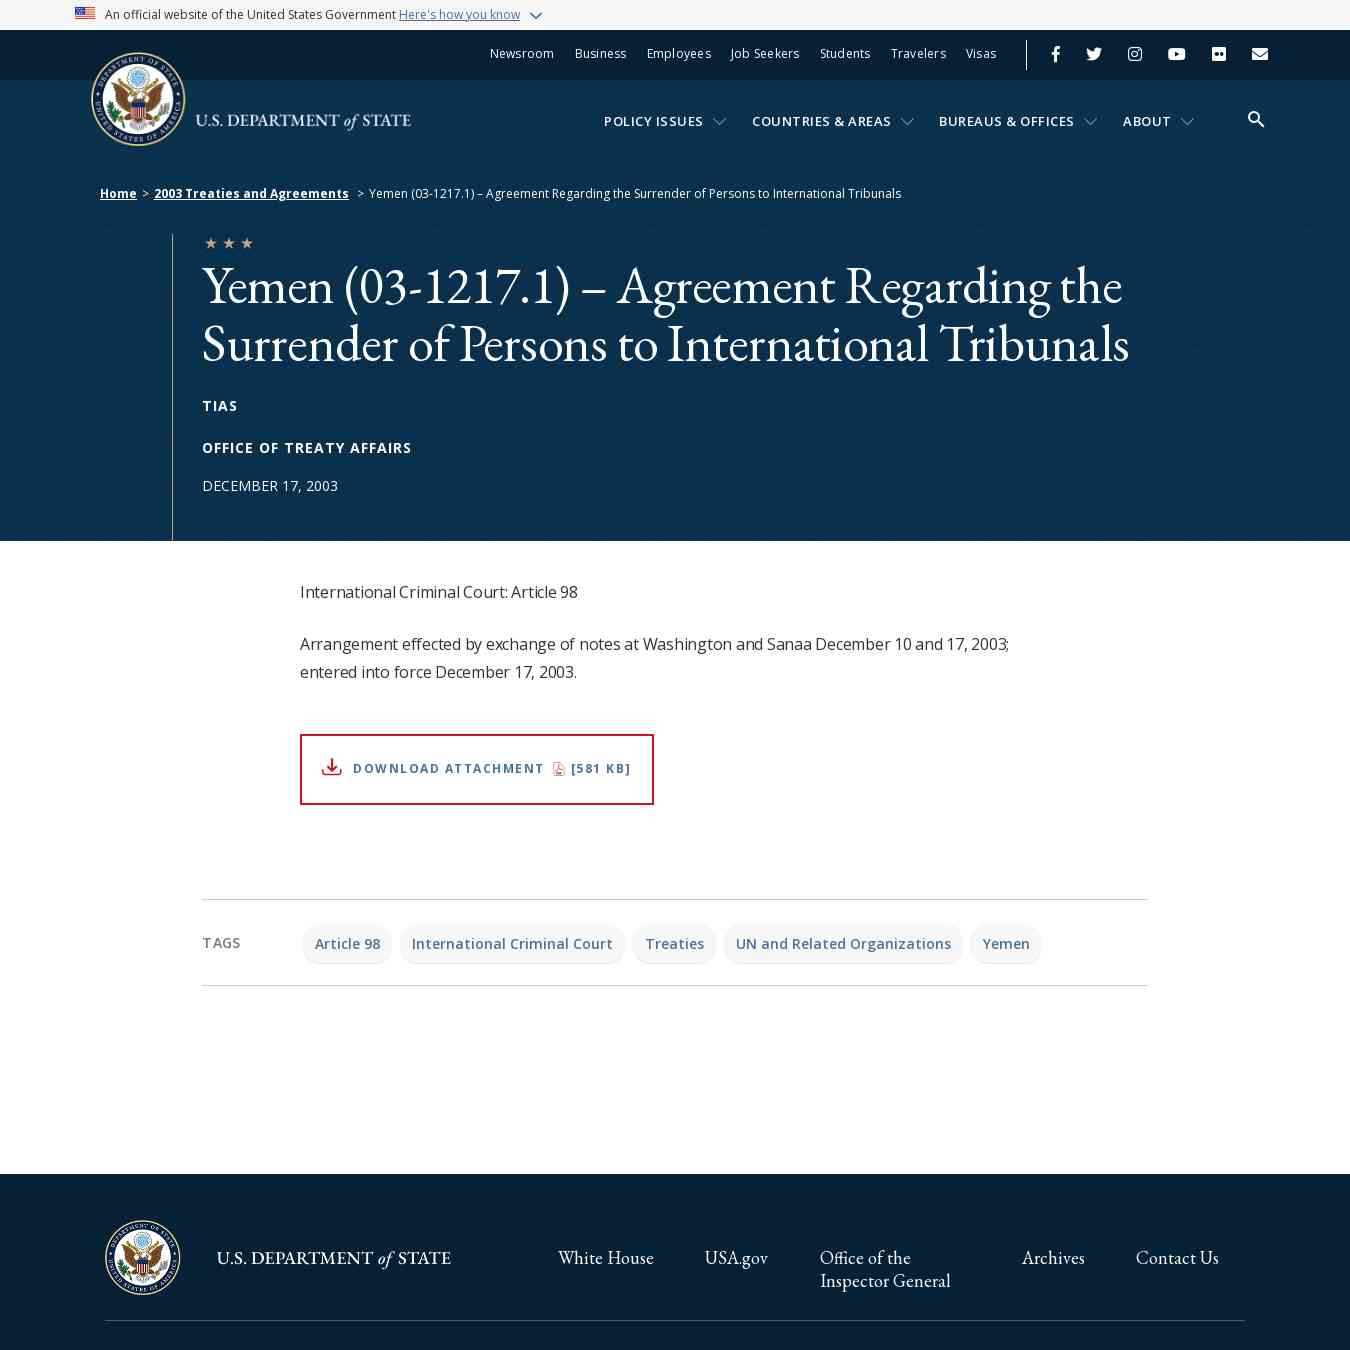 An official website of the United States Government Here's how you know
Newsroom Business Employees Job Seekers Students Travelers Visas
U.S. DEPARTMENT of STATE
POLICY ISSUES COUNTRIES & AREAS BUREAUS & OFFICES ABOUT
Home > 2003 Treaties and Agreements > Yemen (03-1217.1) – Agreement Regarding the Surrender of Persons to International Tribunals
Yemen (03-1217.1) – Agreement Regarding the
Surrender of Persons to International Tribunals
TIAS
OFFICE OF TREATY AFFAIRS
DECEMBER 17, 2003
International Criminal Court: Article 98
Arrangement effected by exchange of notes at Washington and Sanaa December 10 and 17, 2003;
entered into force December 17, 2003.
DOWNLOAD ATTACHMENT [581 KB]
TAGS Article 98 International Criminal Court Treaties UN and Related Organizations Yemen
U.S. DEPARTMENT of STATE
White House USA.gov Office of the Archives Contact Us
Inspector General